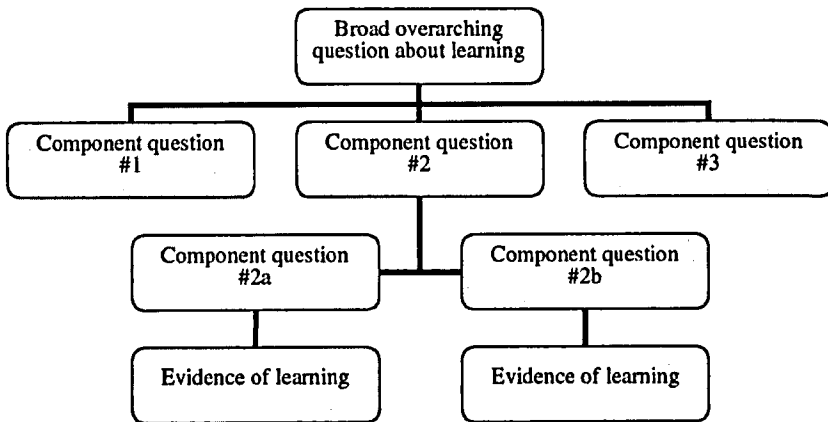 Broad overarching
question about learning
Component question
#1
Component question
#2
Component question
#3
Component question
#2a
Component question
#2b
Evidence of learning
Evidence of learning